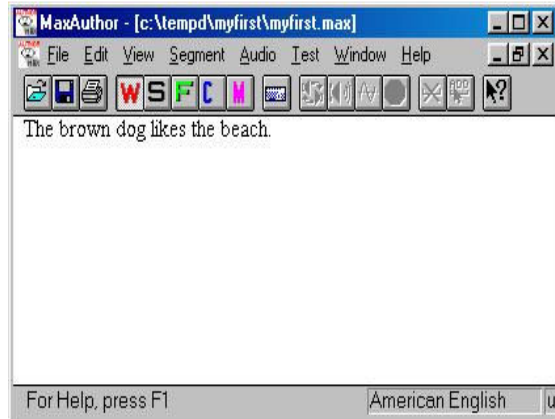 MaxAuthor - [c:\tempd\myfirst\myfirst.max]
File Edit View Segment Audio Test Window Help
W S F C M
The brown dog likes the beach.
For Help, press F1 American English u